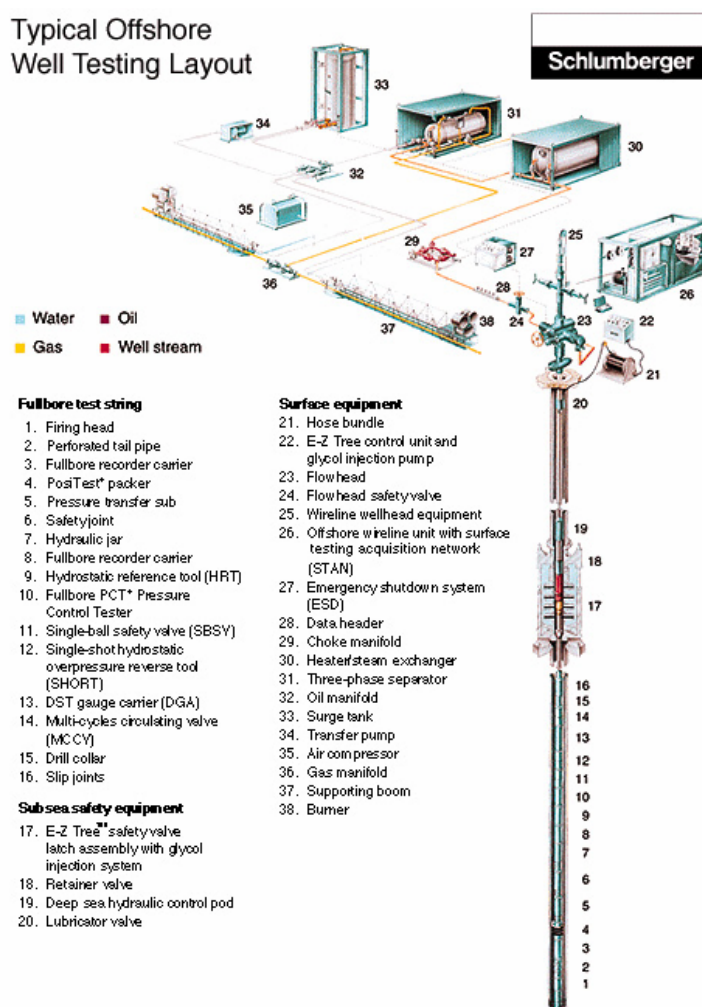 Typical Offshore
Well Testing Layout
Schlumberger
33
34
31
30
32
35
25
29
27
36
28
26
24
23
22
37
38
21
Water
Oil
Gas
Well stream
20
19
18
17
16
15
14
13
12
11
10
9
8
7
6
5
4
3
2
1
Fullbore test string
1. Firing head
2. Perforated tail pipe
3. Fullbore recorder carrier
4. PosiTest* packer
5. Pressure transfer sub
6. Safety joint
7. Hydraulic jar
8. Fullbore recorder carrier
9. Hydrostatic reference tool (HRT)
10. Fullbore PCT* Pressure
Control Tester
11. Single-ball safety valve (SBSV)
12. Single-shot hydrostatic
overpressure reverse tool
(SHORT)
13. DST gauge carrier (DGA)
14. Multi-cycles circulating valve
(MCCV)
15. Drill collar
16. Slip joints
Subsea safety equipment
17. E-Z Tree™ safety valve
latch assembly with glycol
injection system
18. Retainer valve
19. Deep sea hydraulic control pod
20. Lubricator valve
Surface equipment
21. Hose bundle
22. E-Z Tree control unit and
glycol injection pump
23. Flowhead
24. Flowhead safety valve
25. Wireline wellhead equipment
26. Offshore wireline unit with surface
testing acquisition network
(STAN)
27. Emergency shutdown system
(ESD)
28. Data header
29. Choke manifold
30. Heater/steam exchanger
31. Three-phase separator
32. Oil manifold
33. Surge tank
34. Transfer pump
35. Air compressor
36. Gas manifold
37. Supporting boom
38. Burner